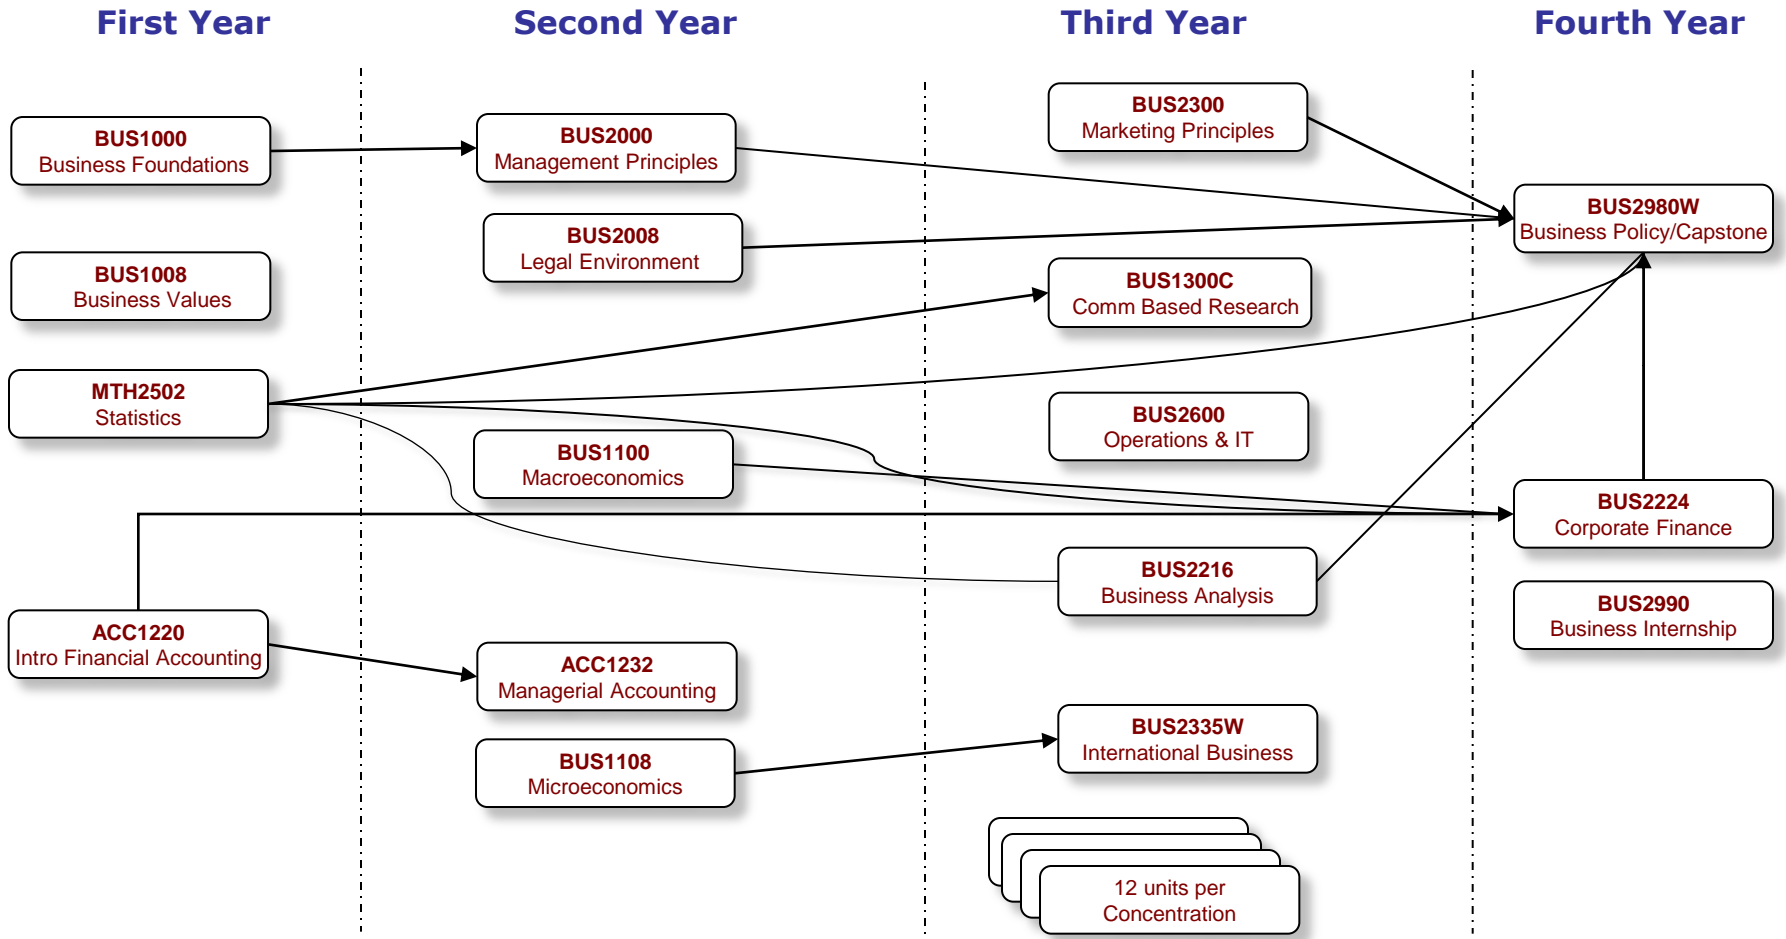 First Year
Second Year
Third Year
Fourth Year
BUS1000
Business Foundations
BUS1008
Business Values
MTH2502
Statistics
ACC1220
Intro Financial Accounting
BUS2000
Management Principles
BUS2008
Legal Environment
BUS1100
Macroeconomics
ACC1232
Managerial Accounting
BUS1108
Microeconomics
BUS2300
Marketing Principles
BUS1300C
Comm Based Research
BUS2600
Operations & IT
BUS2216
Business Analysis
BUS2335W
International Business
12 units per
Concentration
BUS2980W
Business Policy/Capstone
BUS2224
Corporate Finance
BUS2990
Business Internship